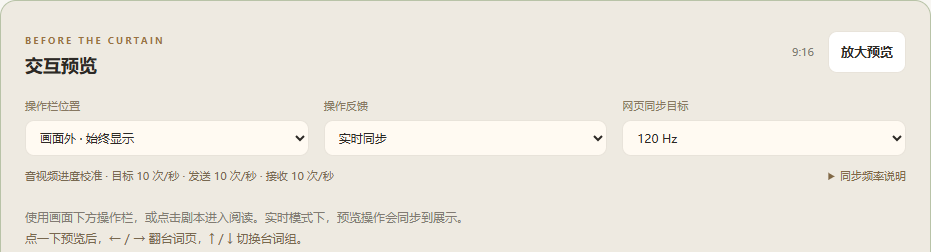 BEFORE THE CURTAIN
交互预览
9:16
放大预览
操作栏位置
操作反馈
网页同步目标
画面外 · 始终显示
实时同步
120 Hz
音视频进度校准 · 目标 10 次/秒 · 发送 10 次/秒 · 接收 10 次/秒
▶ 同步频率说明
使用画面下方操作栏，或点击剧本进入阅读。实时模式下，预览操作会同步到展示。
点一下预览后，← / → 翻台词页，↑ / ↓ 切换台词组。